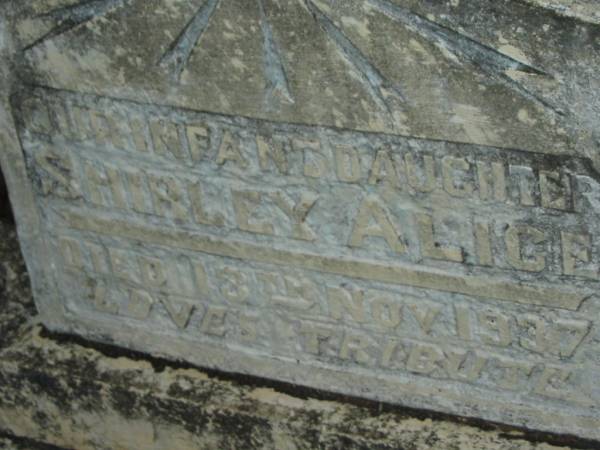 OUR INFANT DAUGHTER
SHIRLEY ALICE
DIED 13TH NOV. 1937
LOVES TRIBUTE